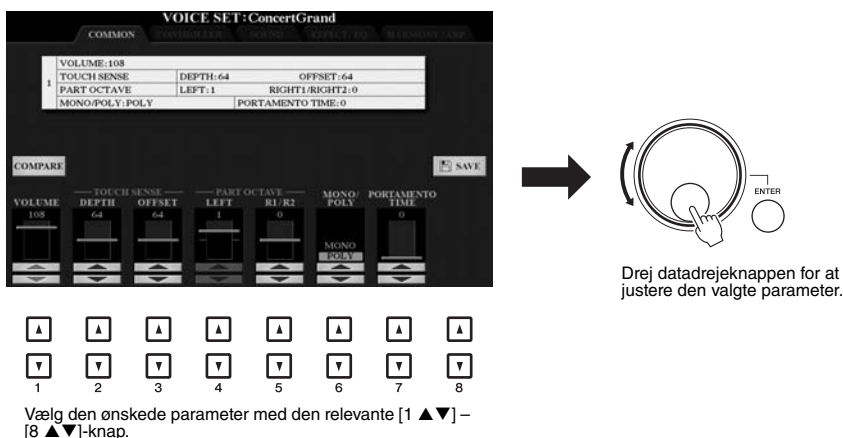 VOICE SET:ConcertGrand
COMMON CONTROLLER SOUND EFFECT/EQ HARMONY/ARP
1
VOLUME:108
TOUCH SENSE DEPTH:64 OFFSET:64
PART OCTAVE LEFT:1 RIGHT1/RIGHT2:0
MONO/POLY:POLY PORTAMENTO TIME:0
COMPARE SAVE
TOUCH SENSE PART OCTAVE MONO/ PORTAMENTO
VOLUME DEPTH OFFSET LEFT R1/R2 POLY TIME
108 64 64 1 0 0
MONO
POLY
ENTER
Drej datadrejeknappen for at
justere den valgte parameter.
1 2 3 4 5 6 7 8
Vælg den ønskede parameter med den relevante [1 ▲▼] –
[8 ▲▼]-knap.